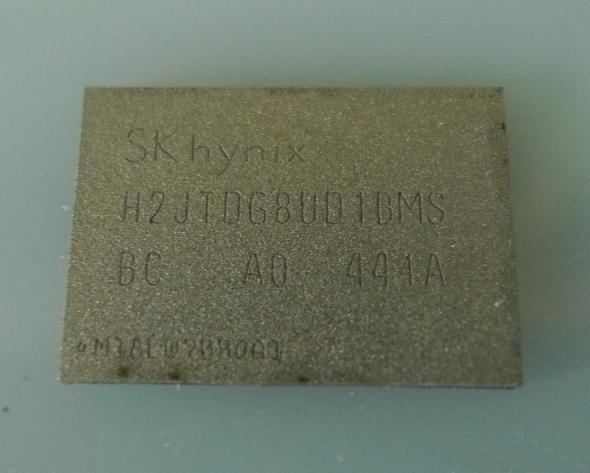 SK hynix
H2JTDG8UD1BMS
BC A0 441A